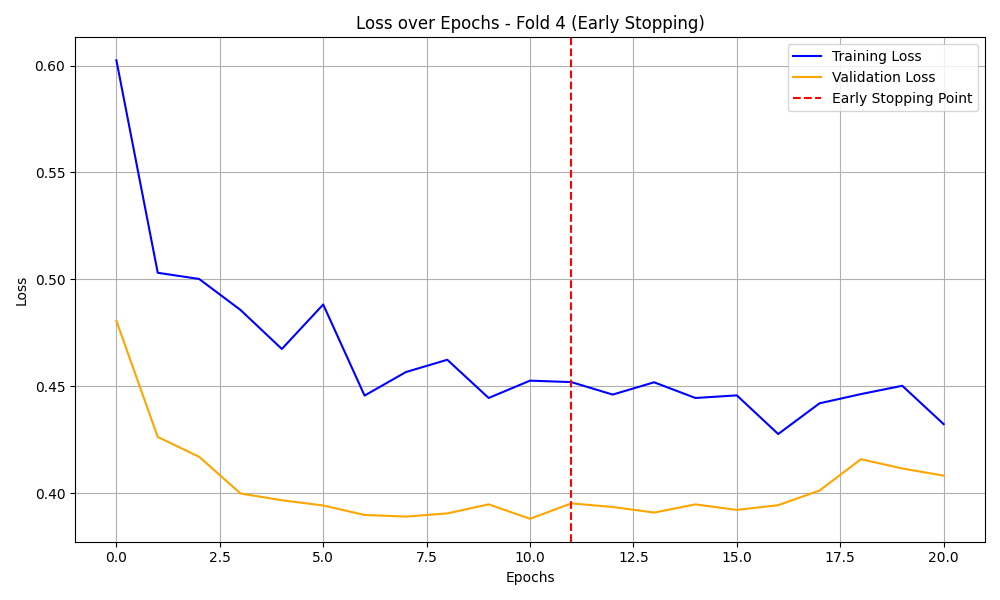 Loss over Epochs - Fold 4 (Early Stopping)
Training Loss
Validation Loss
Early Stopping Point
0.60
0.55
0.50
0.45
0.40
Loss
0.0 2.5 5.0 7.5 10.0 12.5 15.0 17.5 20.0
Epochs